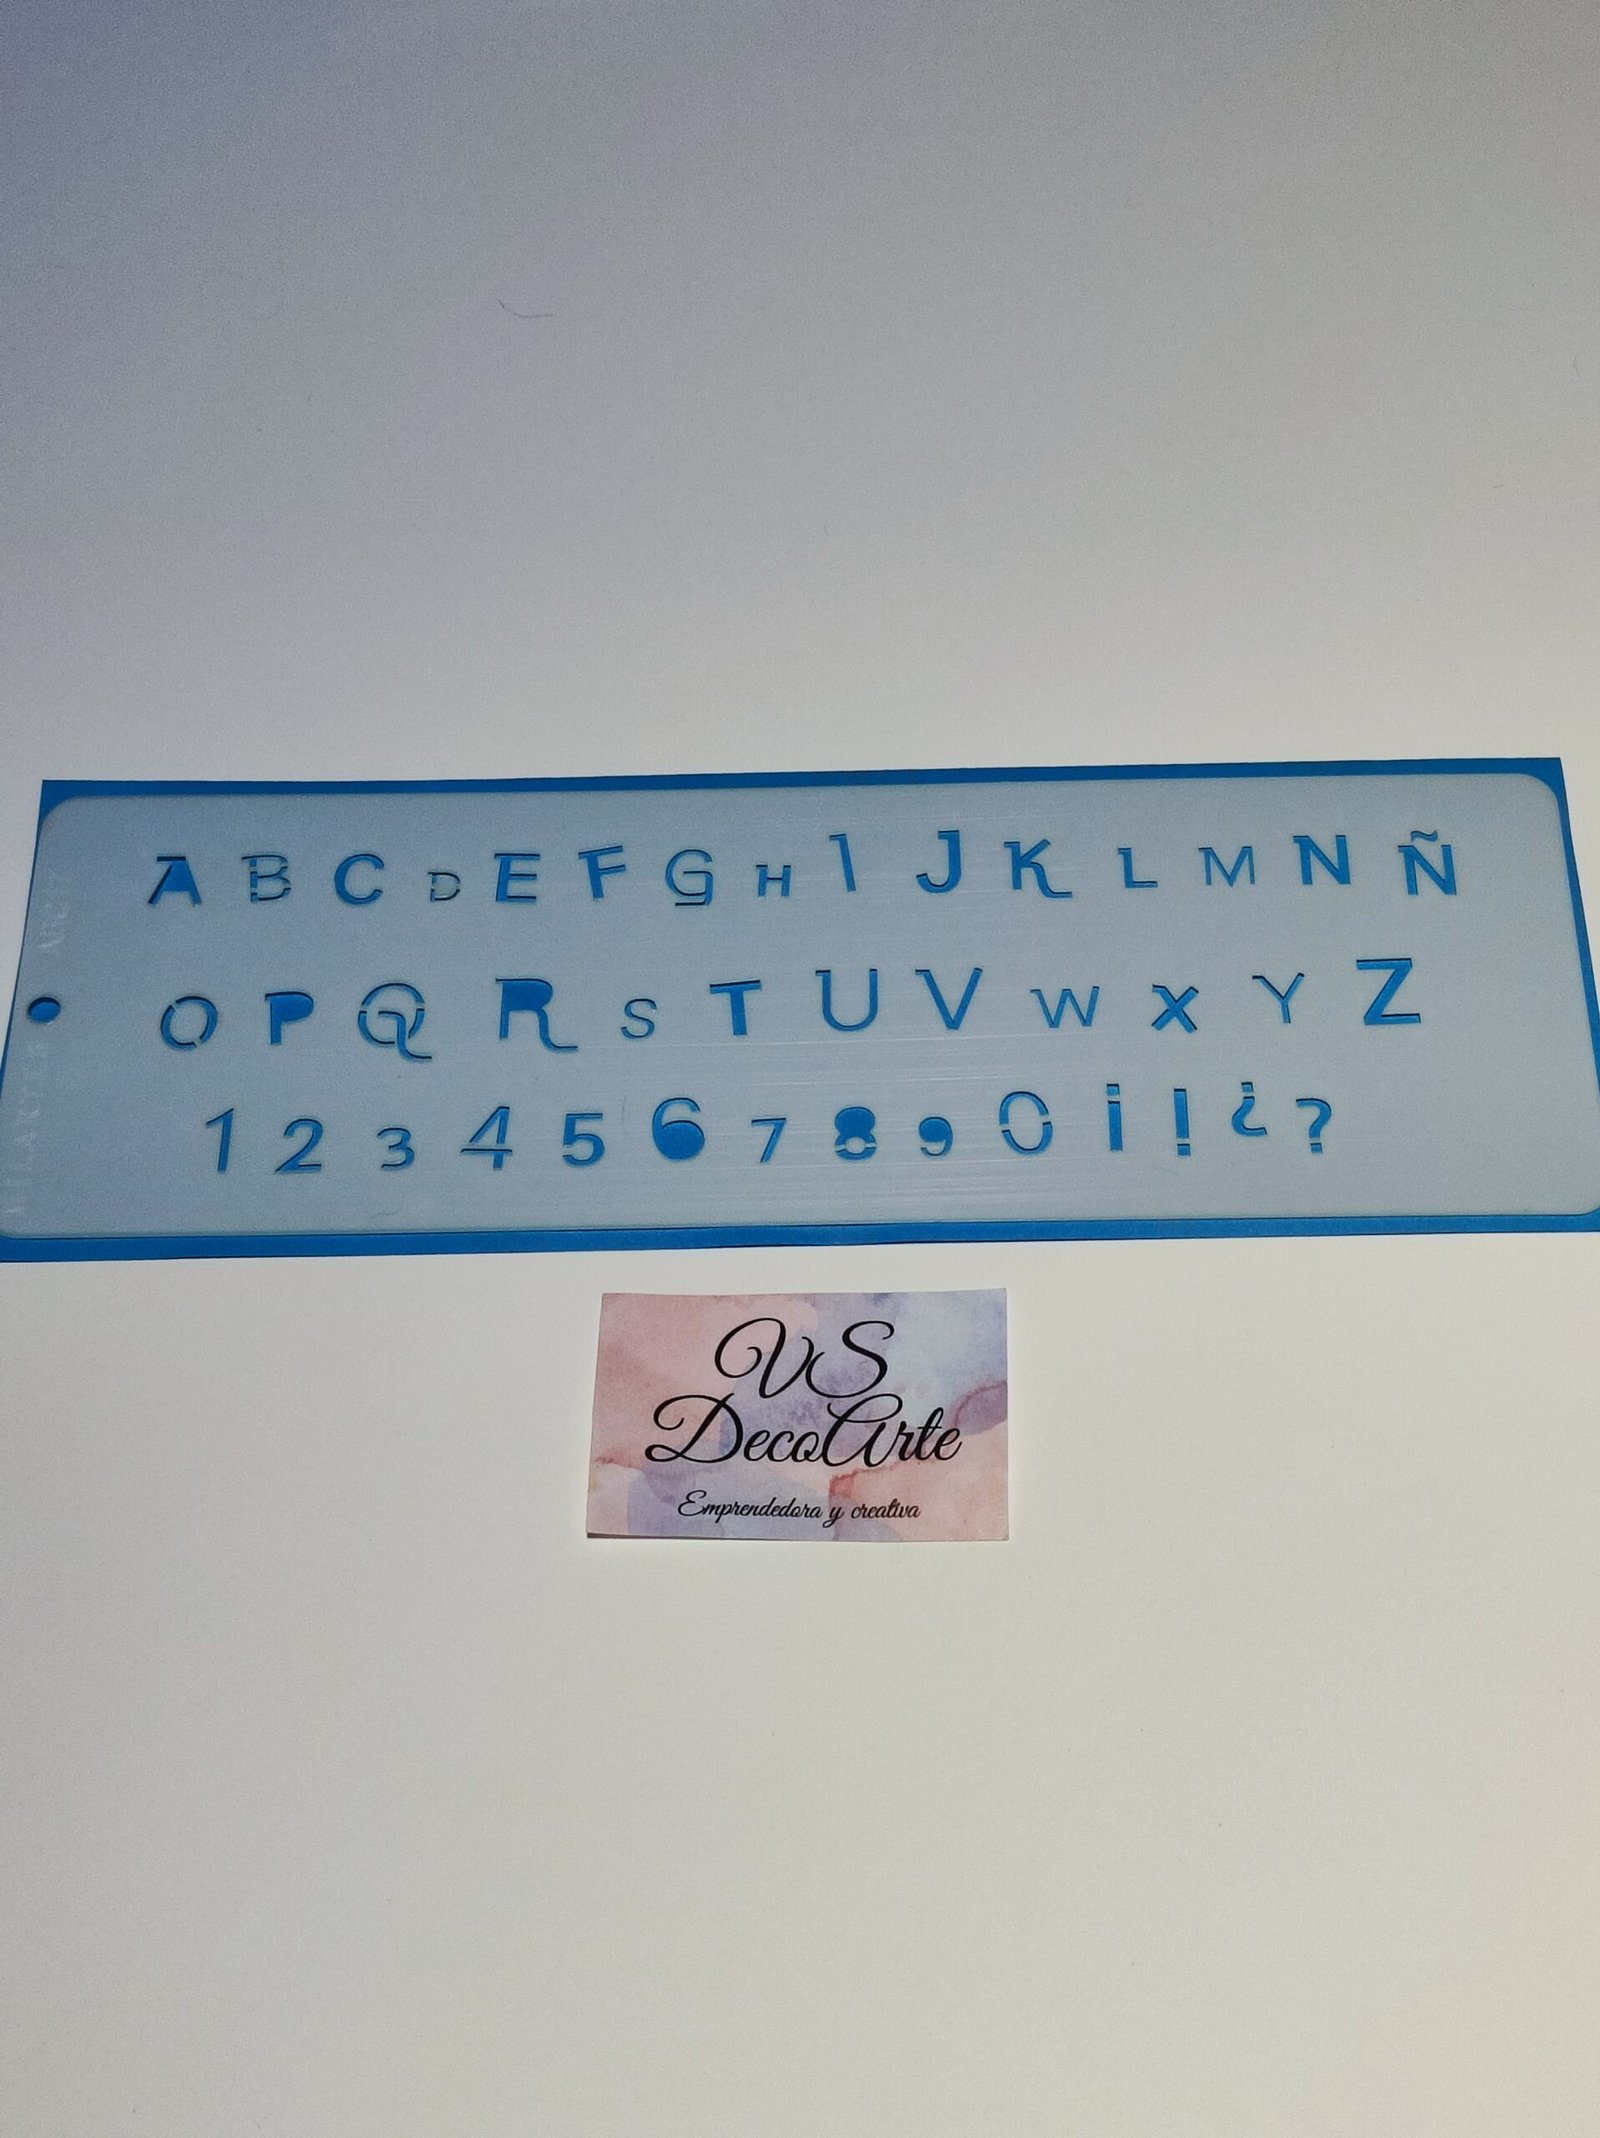 A B C D E F G H I J K L M N Ñ
O P Q R S T U V W X Y Z
1 2 3 4 5 6 7 8 9 0 ¡ ! ¿ ?
VS
DecoArte
Emprendedora y creativa